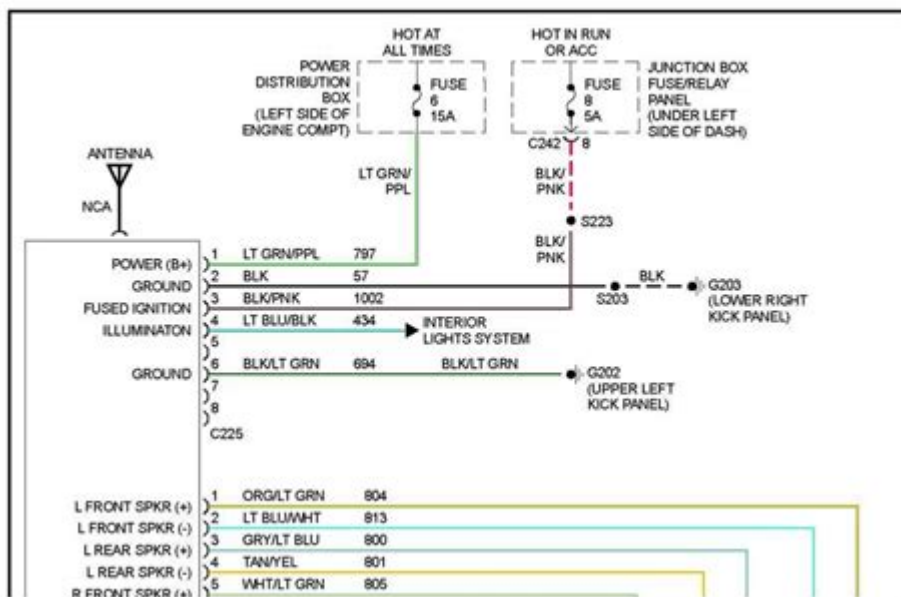 HOT AT
ALL TIMES
HOT IN RUN
OR ACC
POWER
DISTRIBUTION
BOX
(LEFT SIDE OF
ENGINE COMPT)
FUSE
6
15A
FUSE
8
5A
JUNCTION BOX
FUSE/RELAY
PANEL
(UNDER LEFT
SIDE OF DASH)
C242 8
ANTENNA
NCA
LT GRN/
PPL
BLK/
PNK
S223
BLK/
PNK
POWER (B+) 1 LT GRN/PPL 797
GROUND 2 BLK 57
S203
BLK
G203
(LOWER RIGHT
KICK PANEL)
FUSED IGNITION 3 BLK/PNK 1002
ILLUMINATON 4 LT BLU/BLK 434
INTERIOR
LIGHTS SYSTEM
5
GROUND 6 BLK/LT GRN 694 BLK/LT GRN
G202
(UPPER LEFT
KICK PANEL)
7
8
C225
L FRONT SPKR (+) 1 ORG/LT GRN 804
L FRONT SPKR (-) 2 LT BLU/WHT 813
L REAR SPKR (+) 3 GRY/LT BLU 800
L REAR SPKR (-) 4 TAN/YEL 801
R FRONT SPKR (+) 5 WHT/LT GRN 805